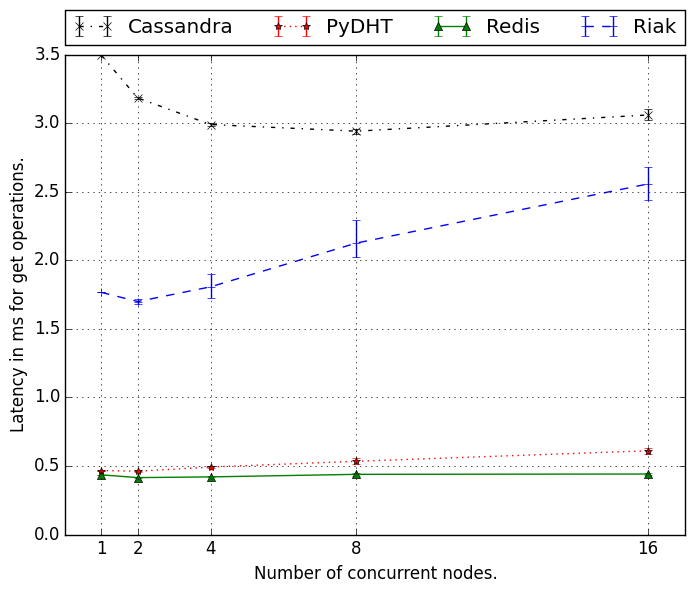 Cassandra PyDHT Redis Riak
3.5
3.0
2.5
2.0
1.5
1.0
0.5
0.0
Latency in ms for get operations.
1 2 4 8 16
Number of concurrent nodes.